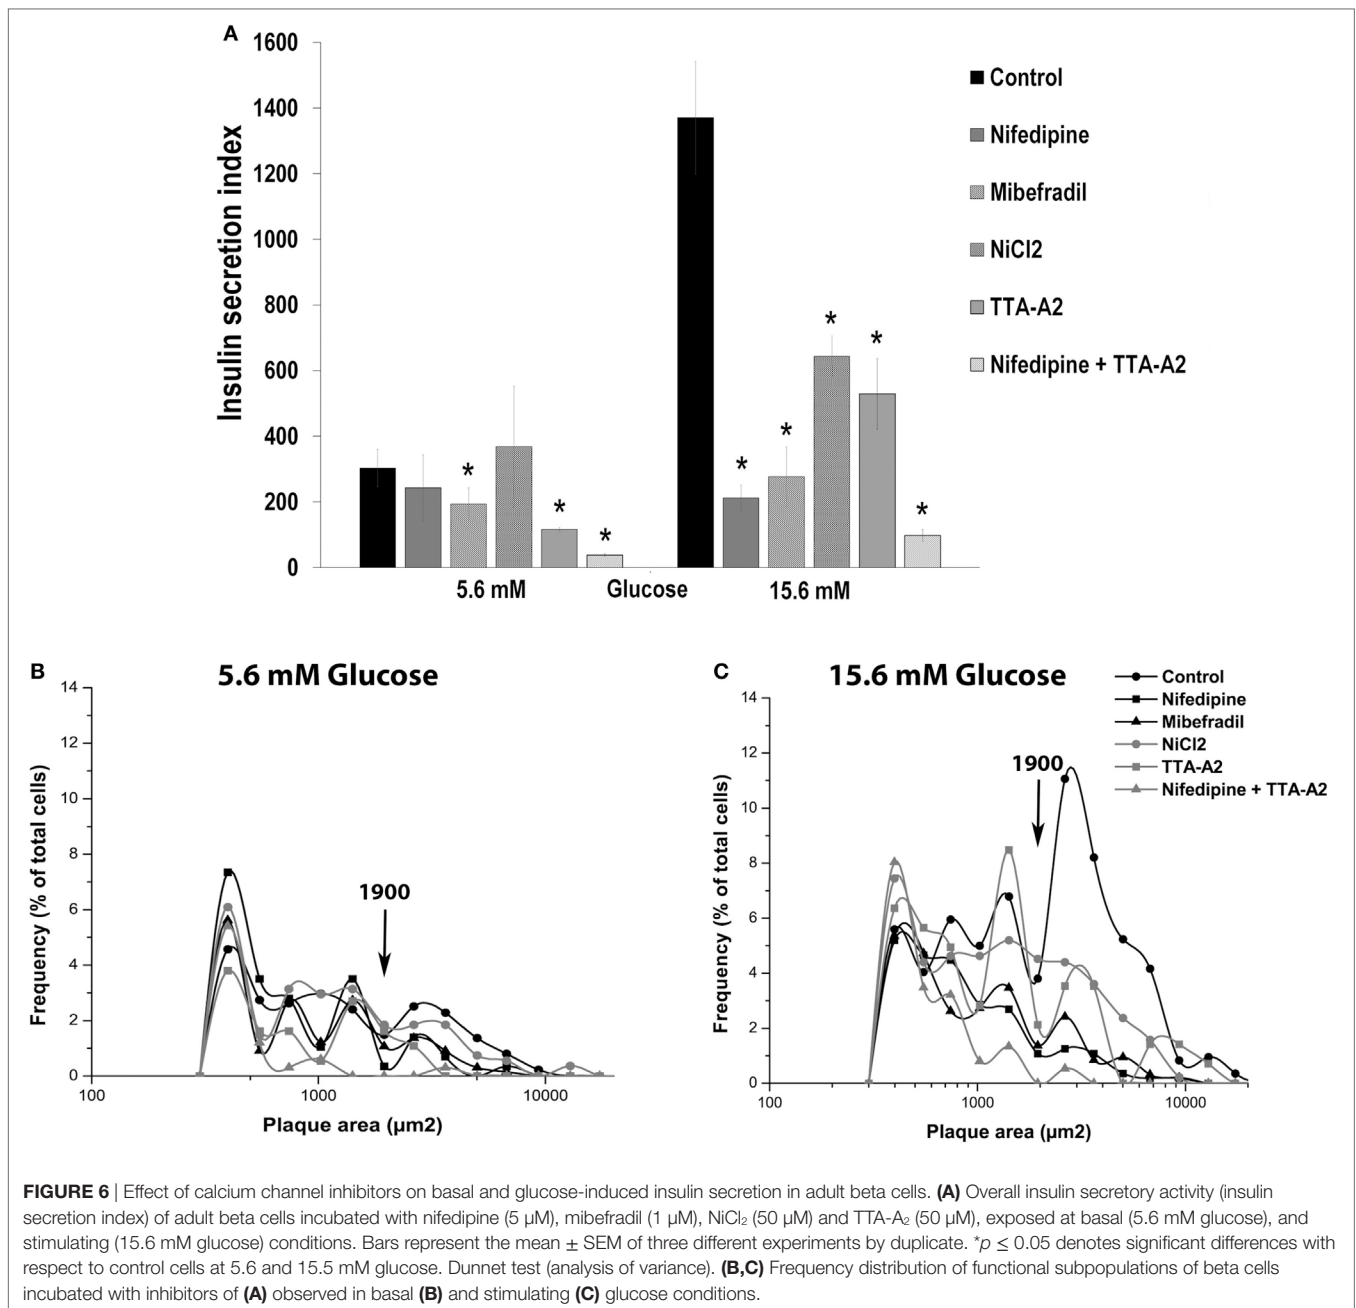 A
1600
1400
1200
1000
800
600
400
200
0
Insulin secretion index
* * *
* * * * *
5.6 mM Glucose 15.6 mM
Control
Nifedipine
Mibefradil
NiCl2
TTA-A2
Nifedipine + TTA-A2
B
5.6 mM Glucose
14
12
10
8
6
4
2
0
Frequency (% of total cells)
1900
100 1000 10000
Plaque area (µm2)
C
15.6 mM Glucose
14
12
10
8
6
4
2
0
Frequency (% of total cells)
1900
100 1000 10000
Plaque area (µm2)
Control
Nifedipine
Mibefradil
NiCl2
TTA-A2
Nifedipine + TTA-A2
FIGURE 6 | Effect of calcium channel inhibitors on basal and glucose-induced insulin secretion in adult beta cells. (A) Overall insulin secretory activity (insulin
secretion index) of adult beta cells incubated with nifedipine (5 µM), mibefradil (1 µM), NiCl₂ (50 µM) and TTA-A₂ (50 µM), exposed at basal (5.6 mM glucose), and
stimulating (15.6 mM glucose) conditions. Bars represent the mean ± SEM of three different experiments by duplicate. *p ≤ 0.05 denotes significant differences with
respect to control cells at 5.6 and 15.5 mM glucose. Dunnet test (analysis of variance). (B,C) Frequency distribution of functional subpopulations of beta cells
incubated with inhibitors of (A) observed in basal (B) and stimulating (C) glucose conditions.